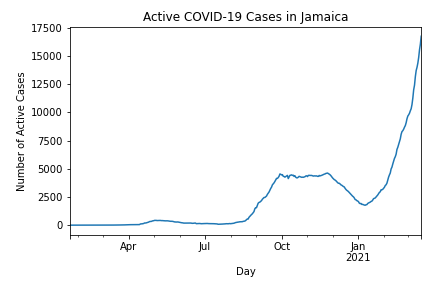 Active COVID-19 Cases in Jamaica
17500
15000
12500
10000
7500
5000
2500
0
Number of Active Cases
Apr
Jul
Oct
Jan
2021
Day